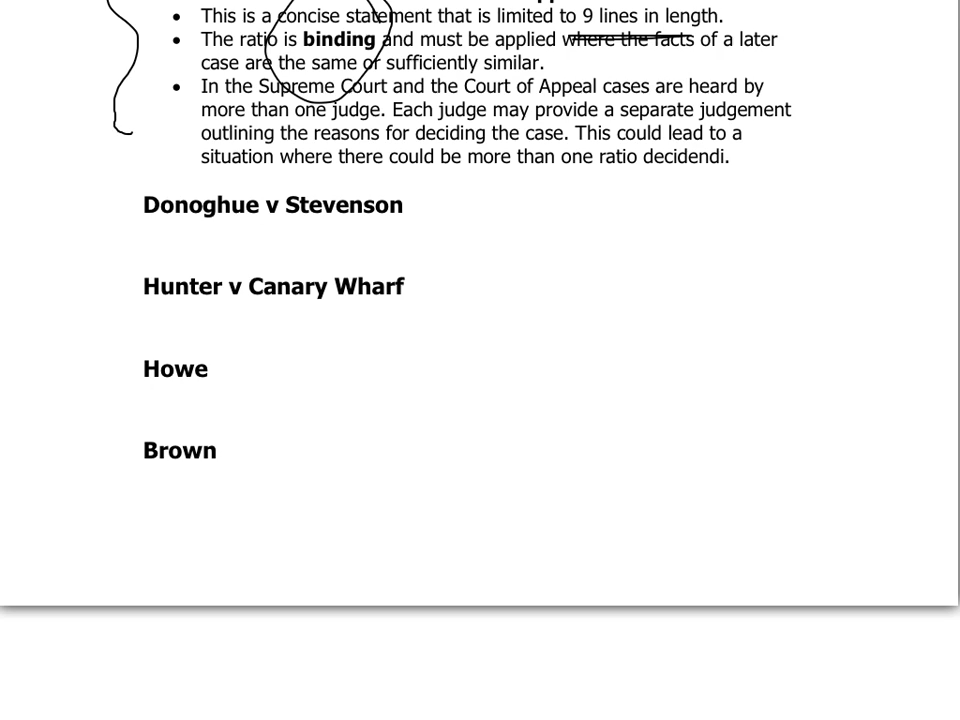 • This is a concise statement that is limited to 9 lines in length.
• The ratio is binding and must be applied where the facts of a later
case are the same or sufficiently similar.
• In the Supreme Court and the Court of Appeal cases are heard by
more than one judge. Each judge may provide a separate judgement
outlining the reasons for deciding the case. This could lead to a
situation where there could be more than one ratio decidendi.
Donoghue v Stevenson
Hunter v Canary Wharf
Howe
Brown